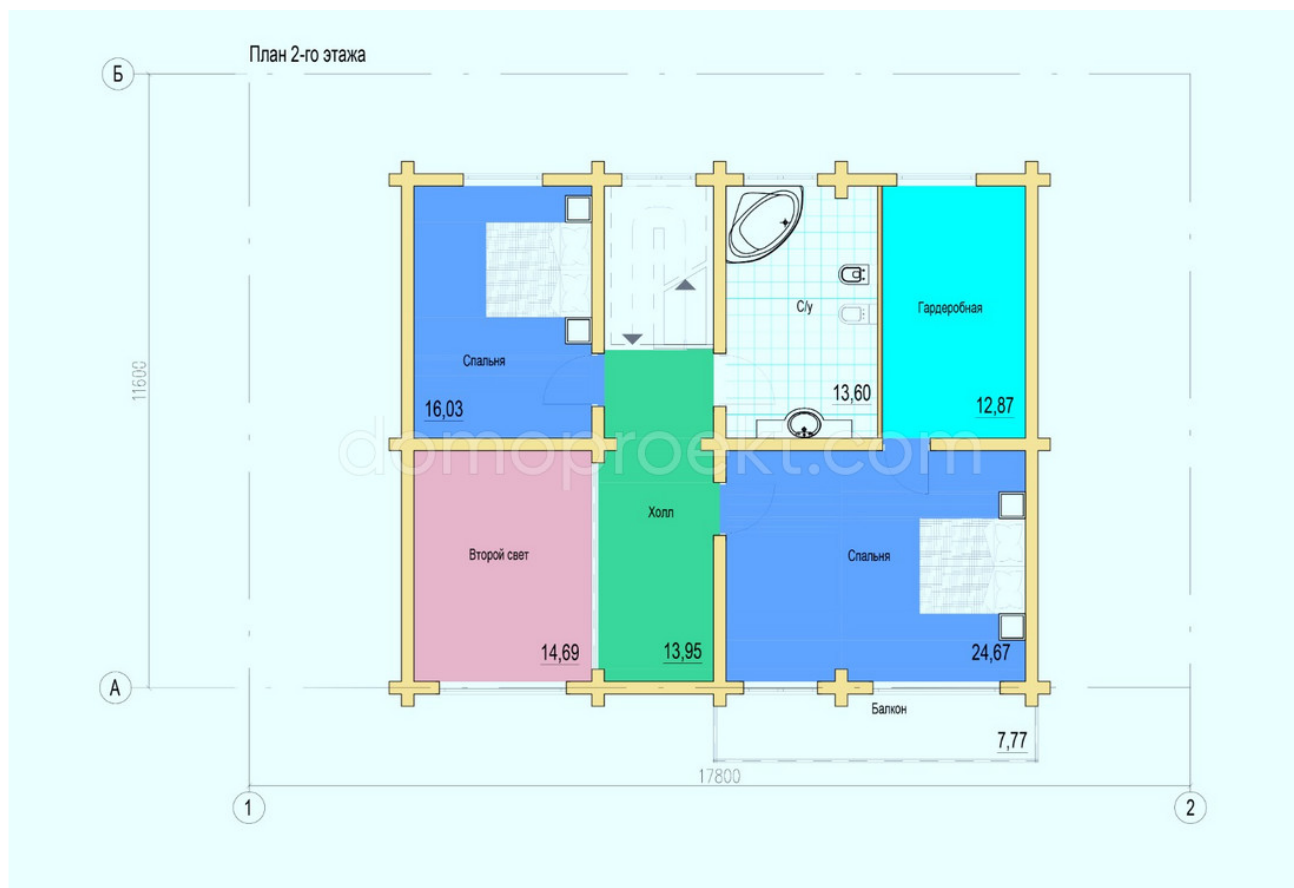 План 2-го этажа
Б
11600
С/у
Гардеробная
Спальня
13,60
12,87
16,03
domoproekt.com
Холл
Второй свет
Спальня
14,69
13,95
24,67
А
Балкон
7,77
17800
1
2